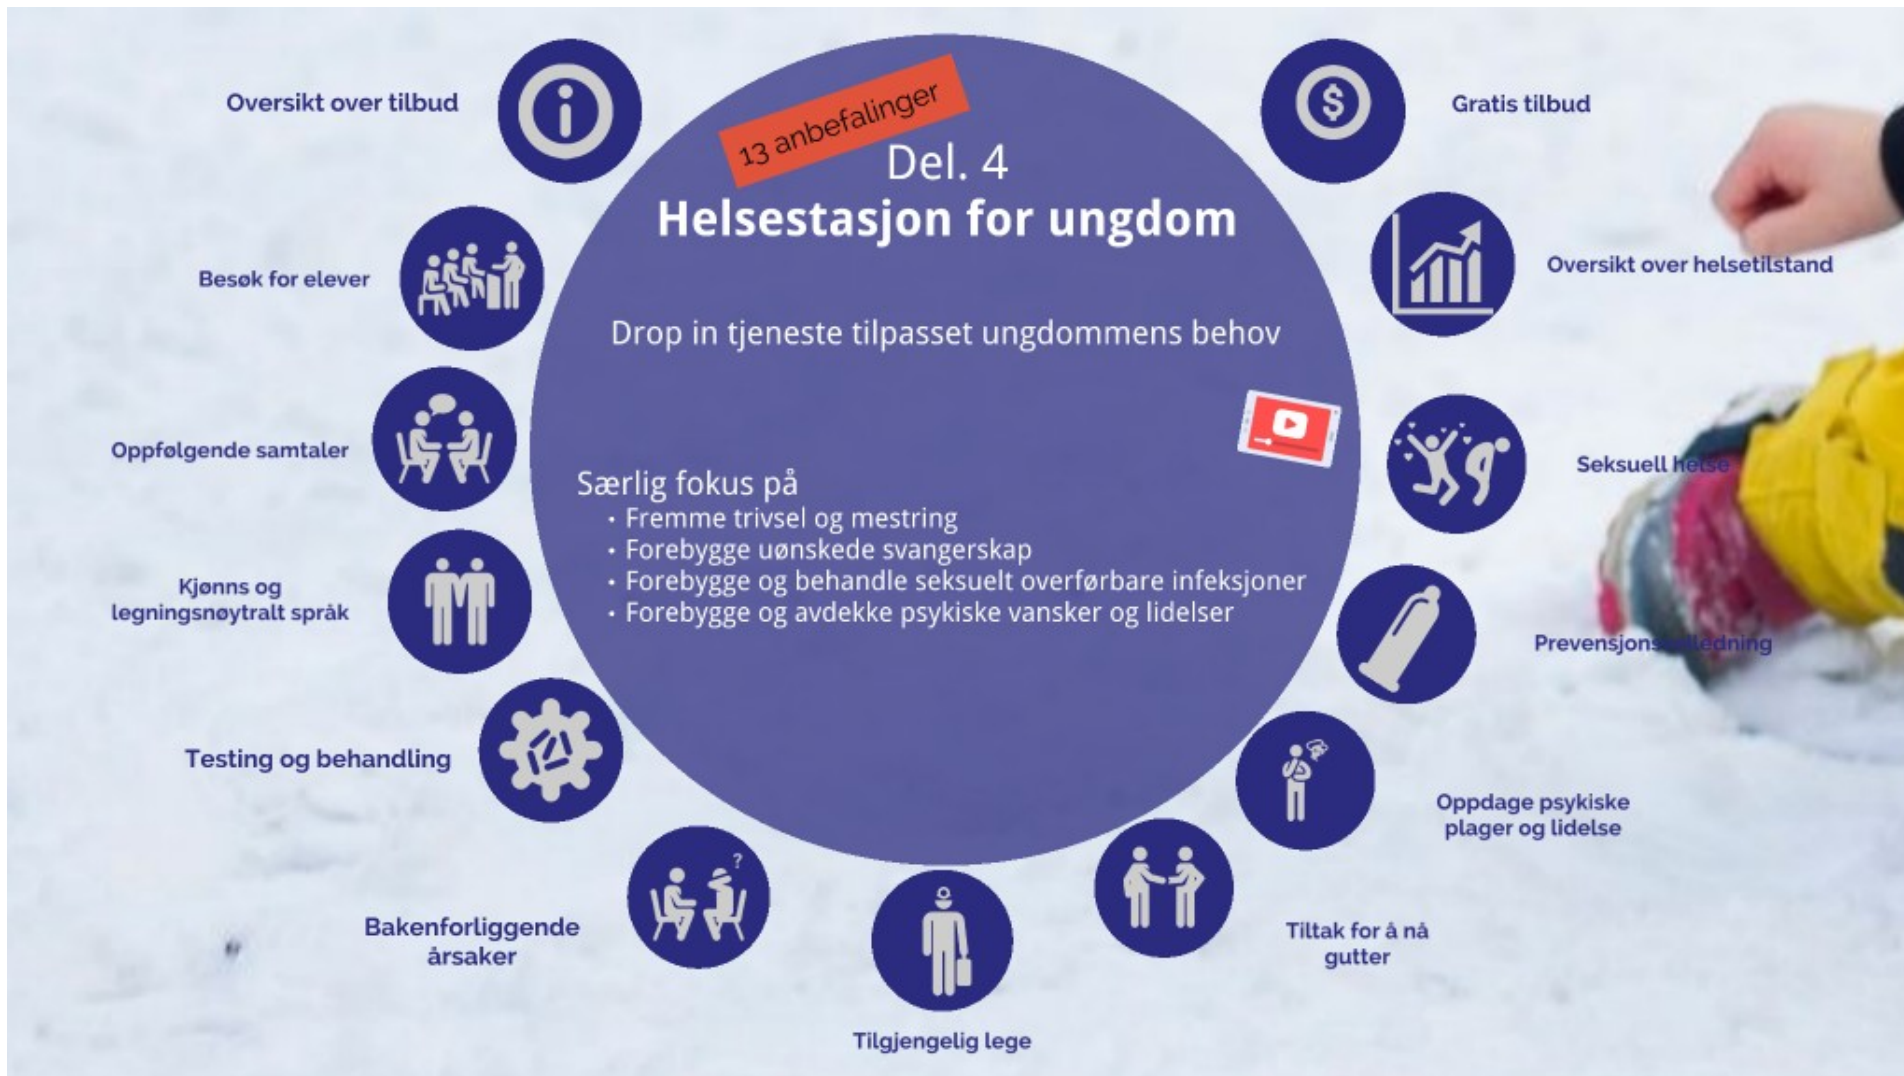 13 anbefalinger
Del. 4
Helsestasjon for ungdom
Drop in tjeneste tilpasset ungdommens behov
Særlig fokus på
• Fremme trivsel og mestring
• Forebygge uønskede svangerskap
• Forebygge og behandle seksuelt overførbare infeksjoner
• Forebygge og avdekke psykiske vansker og lidelser
Oversikt over tilbud
Besøk for elever
Oppfølgende samtaler
Kjønns og
legningsnøytralt språk
Testing og behandling
Bakenforliggende
årsaker
?
Tilgjengelig lege
Tiltak for å nå
gutter
Oppdage psykiske
plager og lidelse
Prevensjonsveiledning
Seksuell helse
Oversikt over helsetilstand
Gratis tilbud
$